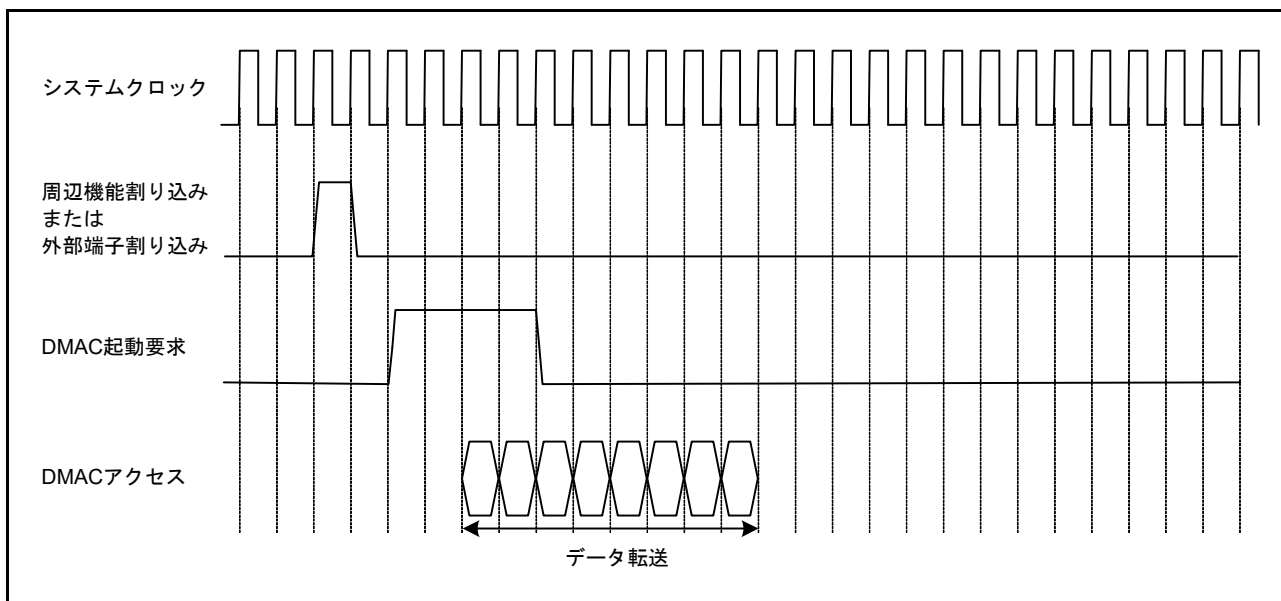 システムクロック
周辺機能割り込み
または
外部端子割り込み
DMAC起動要求
DMACアクセス
データ転送